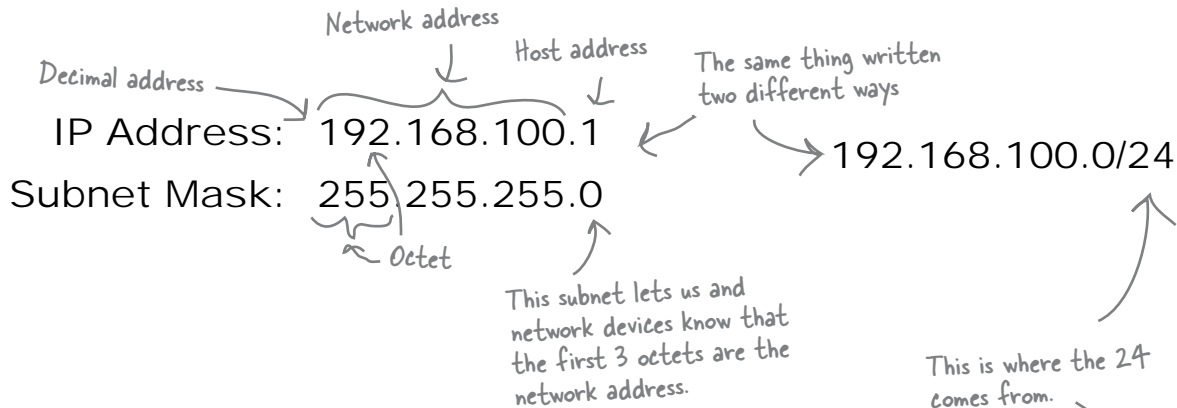 Network address
Host address
Decimal address
The same thing written
two different ways
IP Address: 192.168.100.1
192.168.100.0/24
Subnet Mask: 255.255.255.0
Octet
This subnet lets us and
network devices know that
the first 3 octets are the
network address.
This is where the 24
comes from.